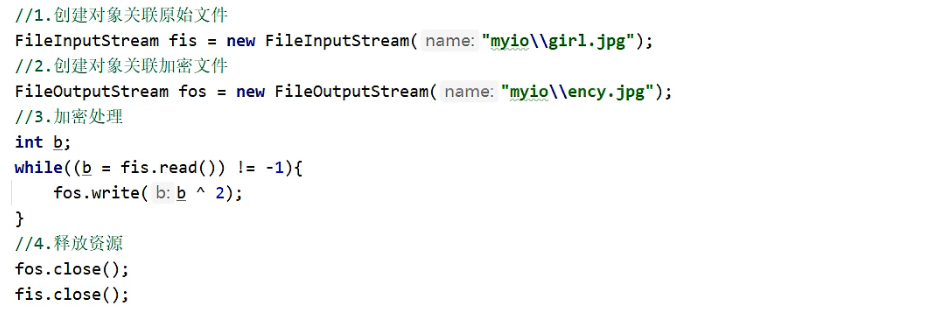 //1.创建对象关联原始文件
FileInputStream fis = new FileInputStream( name: "myio\\girl.jpg");
//2.创建对象关联加密文件
FileOutputStream fos = new FileOutputStream( name: "myio\\ency.jpg");
//3.加密处理
int b;
while((b = fis.read()) != -1){
    fos.write( b: b ^ 2);
}
//4.释放资源
fos.close();
fis.close();